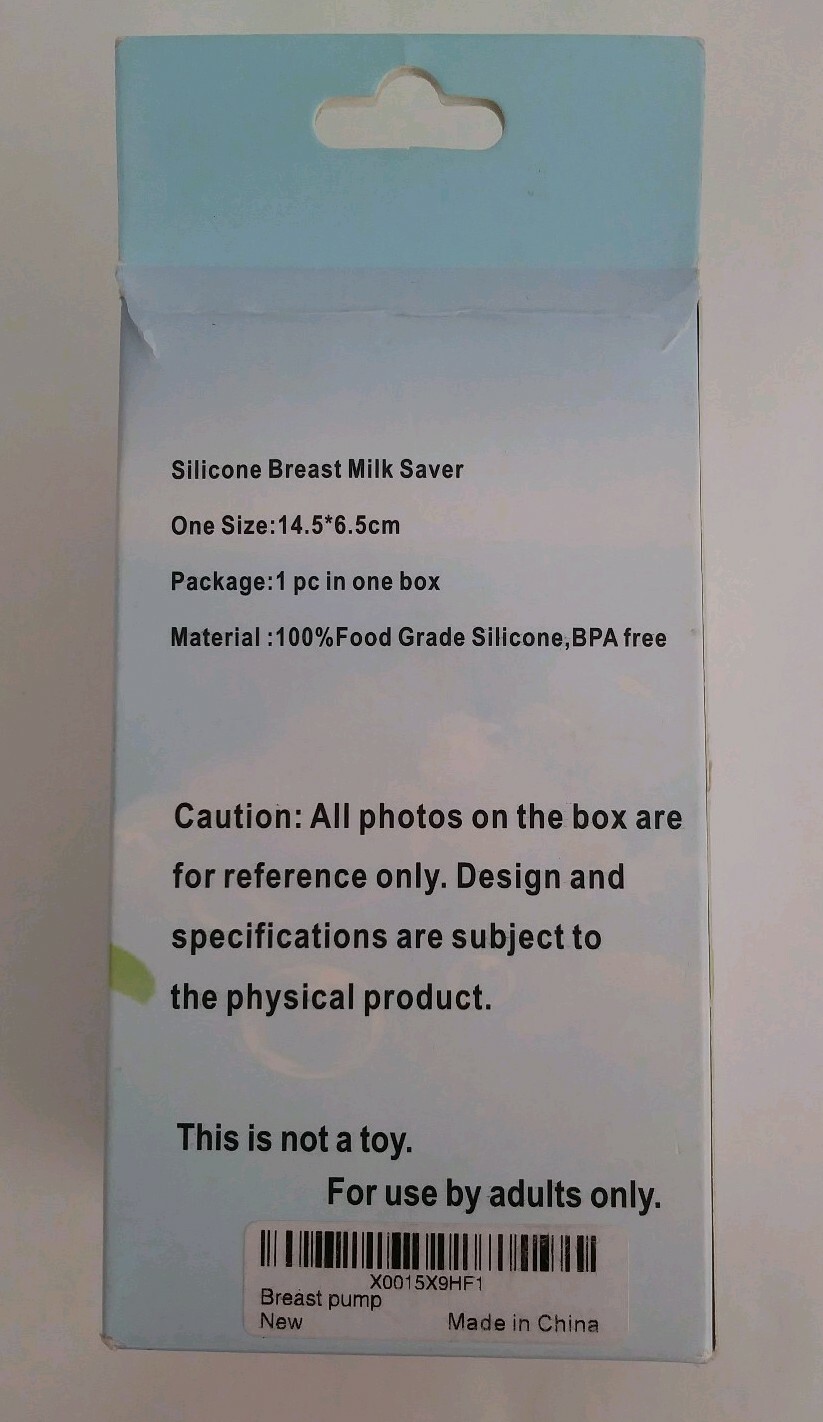 Silicone Breast Milk Saver
One Size:14.5*6.5cm
Package:1 pc in one box
Material :100%Food Grade Silicone,BPA free
Caution: All photos on the box are
for reference only. Design and
specifications are subject to
the physical product.
This is not a toy.
For use by adults only.
X0015X9HF1
Breast pump
New Made in China